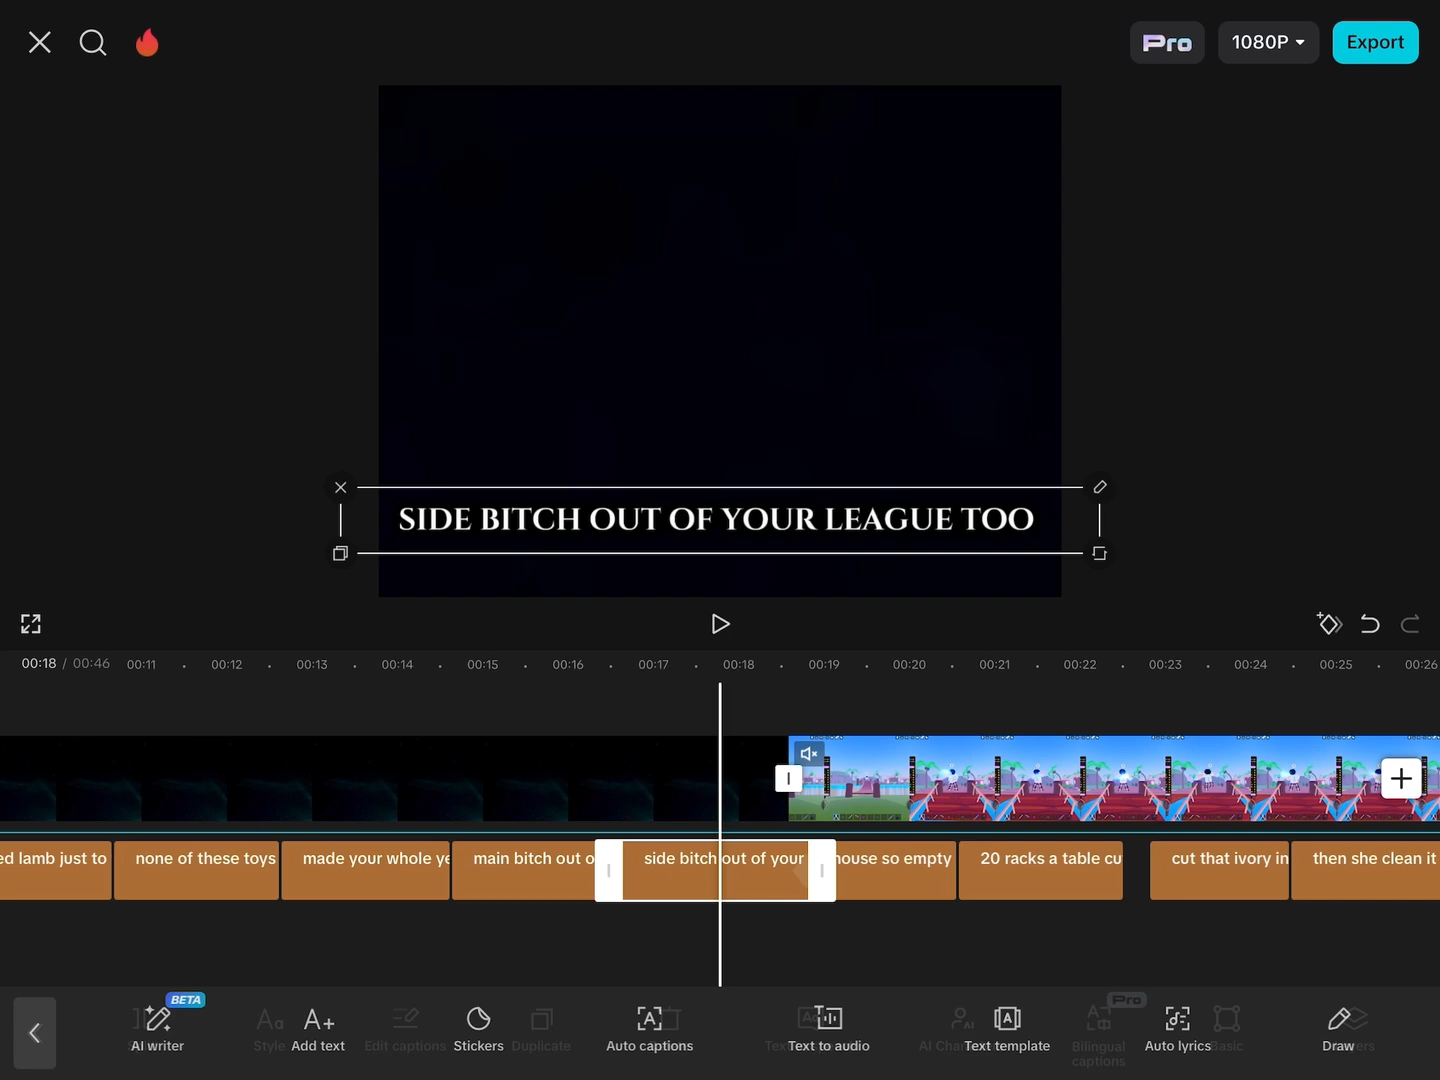 Pro
1080P
Export
SIDE BITCH OUT OF YOUR LEAGUE TOO
00:18 / 00:46
00:11
00:12
00:13
00:14
00:15
00:16
00:17
00:18
00:19
00:20
00:21
00:22
00:23
00:24
00:25
00:26
ed lamb just to
none of these toys
made your whole ye
main bitch out o
side bitch out of your
house so empty
20 racks a table cu
cut that ivory in
then she clean it
BETA
Pro
AI writer
Style
Add text
Edit captions
Stickers
Duplicate
Auto captions
Text to audio
Text template
Bilingual
captions
Auto lyrics
Basic
Draw